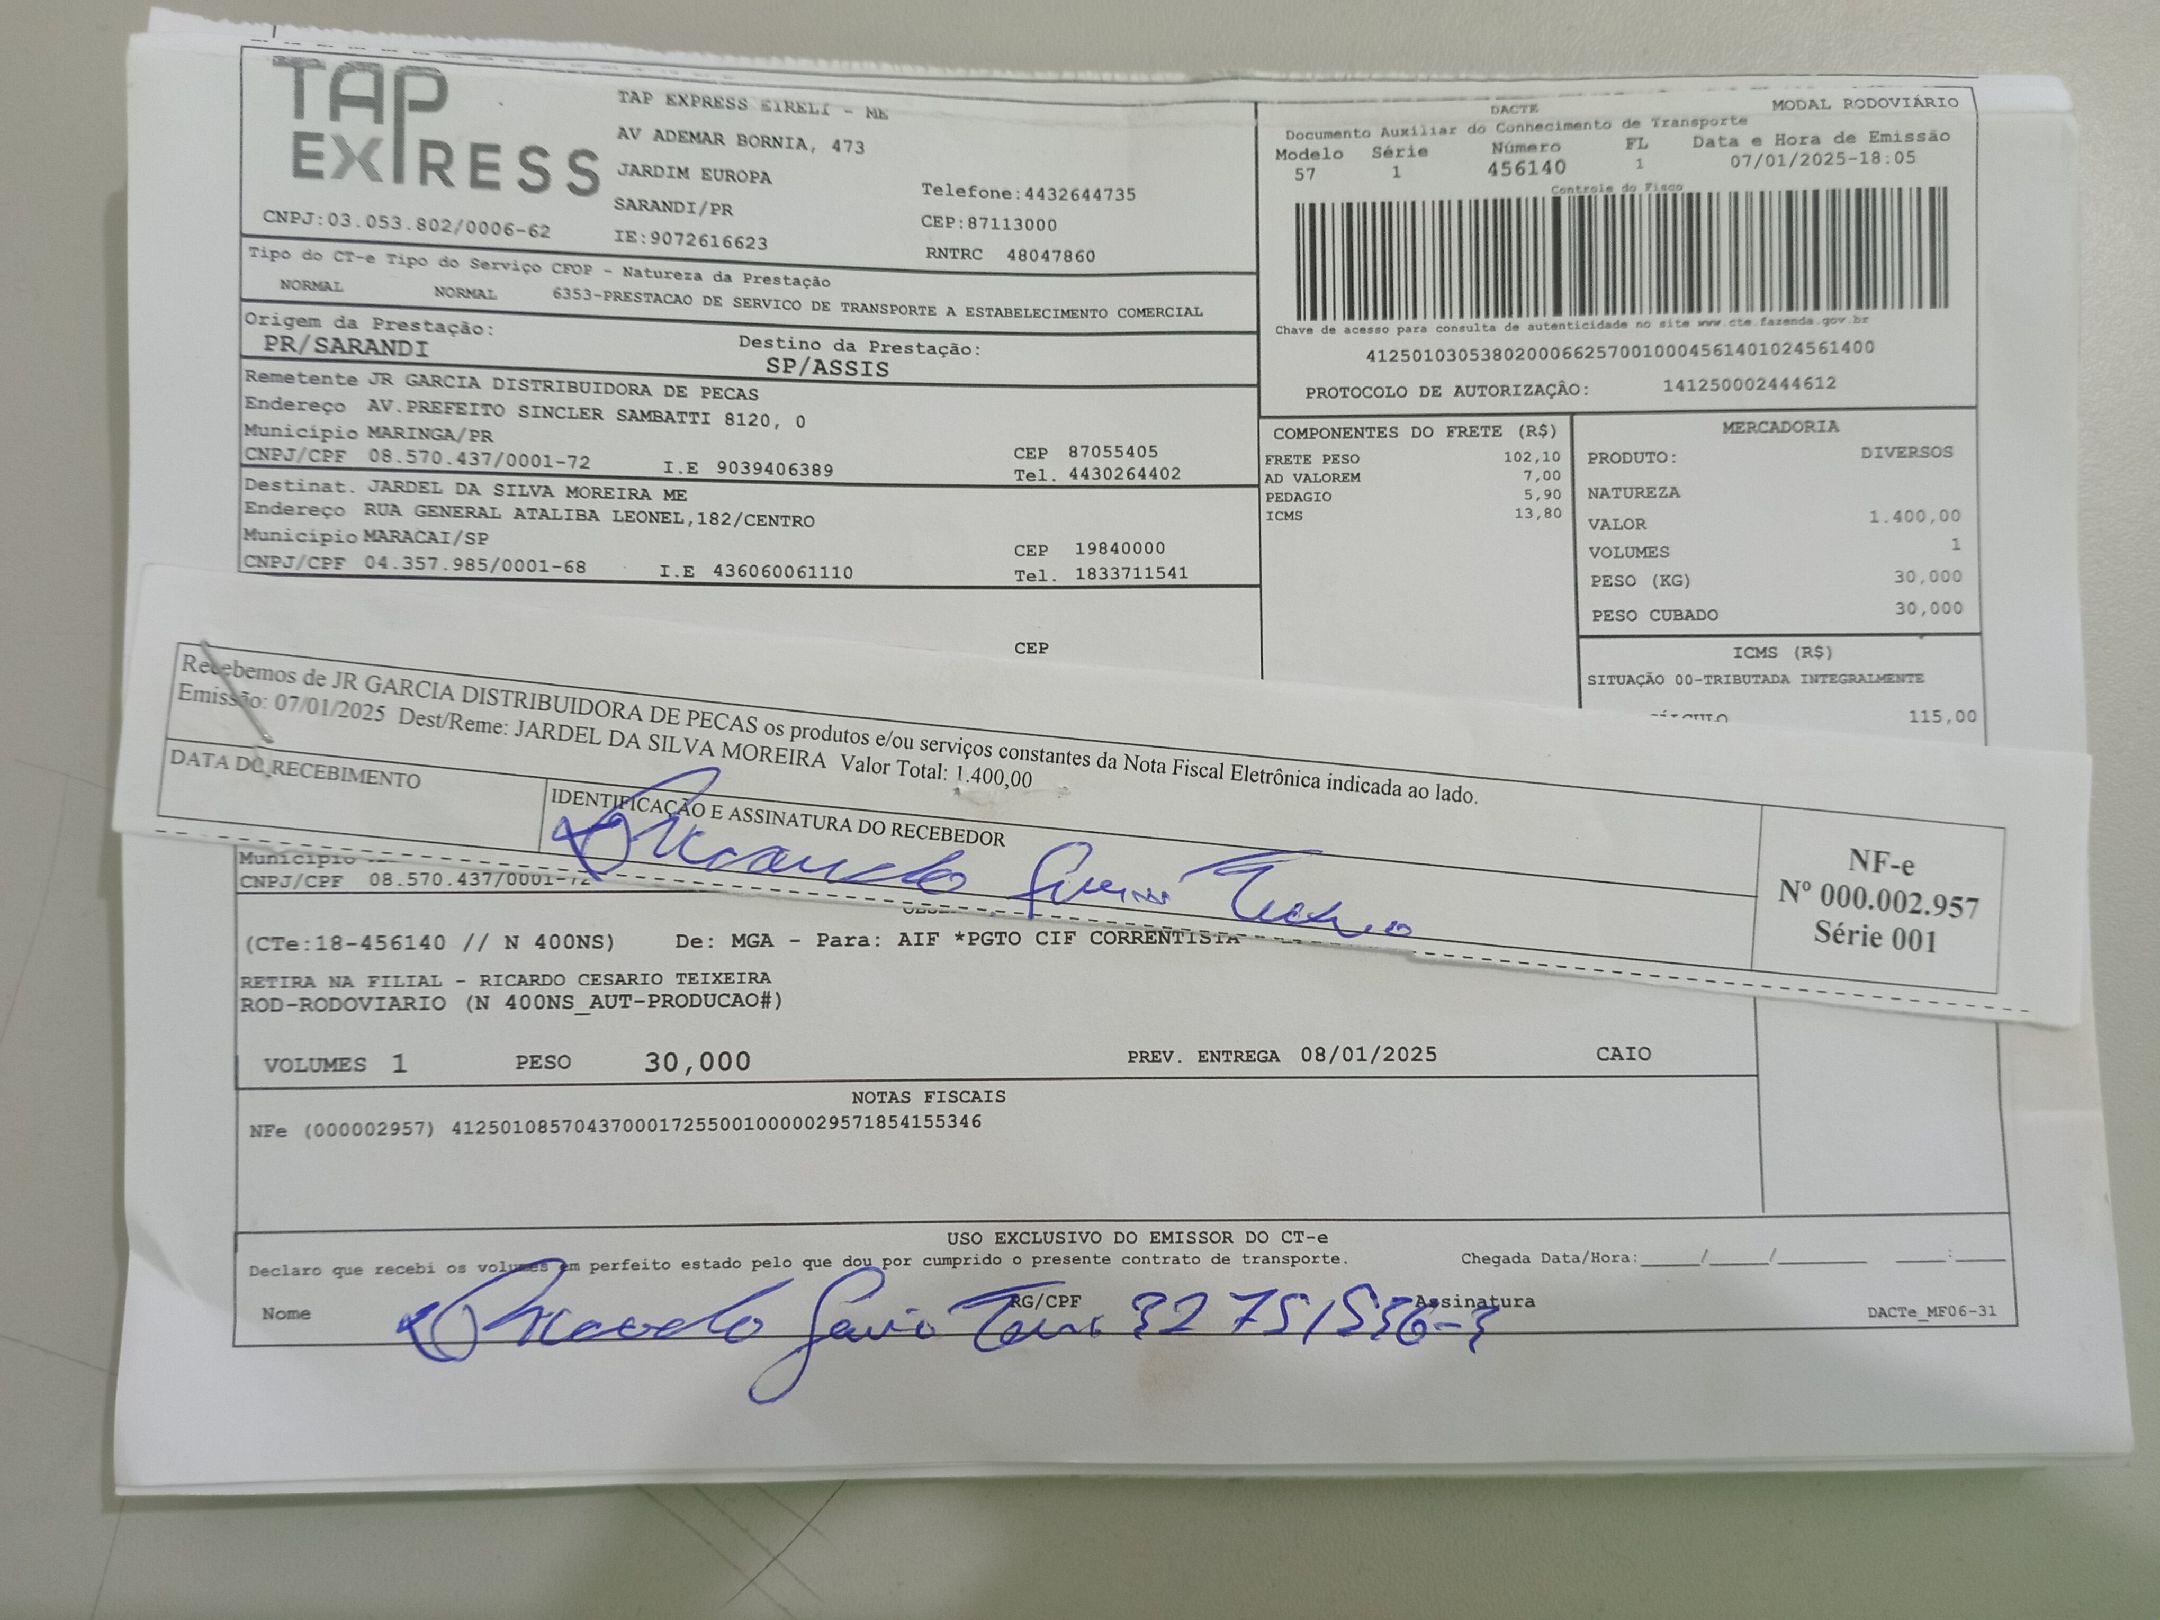 TAP
EXPRESS
CNPJ:03.053.802/0006-62
TAP EXPRESS EIRELI - ME
AV ADEMAR BORNIA, 473
JARDIM EUROPA
SARANDI/PR
IE:9072616623
Telefone:4432644735
CEP:87113000
RNTRC 48047860
DACTE
MODAL RODOVIÁRIO
Documento Auxiliar do Conhecimento de Transporte
Modelo Série Número FL Data e Hora de Emissão
57 1 456140 1 07/01/2025-18:05
Controle do Fisco
Chave de acesso para consulta de autenticidade no site www.cte.fazenda.gov.br
41250103053802000662570010004561401024561400
PROTOCOLO DE AUTORIZAÇÂO: 141250002444612
Tipo do CT-e Tipo do Serviço CFOP - Natureza da Prestação
NORMAL NORMAL 6353-PRESTACAO DE SERVICO DE TRANSPORTE A ESTABELECIMENTO COMERCIAL
Origem da Prestação:
PR/SARANDI
Destino da Prestação:
SP/ASSIS
Remetente JR GARCIA DISTRIBUIDORA DE PECAS
Endereço AV.PREFEITO SINCLER SAMBATTI 8120, 0
Município MARINGA/PR
CEP 87055405
CNPJ/CPF 08.570.437/0001-72 I.E 9039406389 Tel. 4430264402
Destinat. JARDEL DA SILVA MOREIRA ME
Endereço RUA GENERAL ATALIBA LEONEL,182/CENTRO
Município MARACAI/SP
CEP 19840000
CNPJ/CPF 04.357.985/0001-68 I.E 436060061110 Tel. 1833711541
CEP
COMPONENTES DO FRETE (R$)
FRETE PESO 102,10
AD VALOREM 7,00
PEDAGIO 5,90
ICMS 13,80
MERCADORIA
PRODUTO: DIVERSOS
NATUREZA
VALOR 1.400,00
VOLUMES 1
PESO (KG) 30,000
PESO CUBADO 30,000
ICMS (R$)
SITUAÇÃO 00-TRIBUTADA INTEGRALMENTE
115,00
Recebemos de JR GARCIA DISTRIBUIDORA DE PECAS os produtos e/ou serviços constantes da Nota Fiscal Eletrônica indicada ao lado.
Emissão: 07/01/2025 Dest/Reme: JARDEL DA SILVA MOREIRA Valor Total: 1.400,00
DATA DO RECEBIMENTO
IDENTIFICAÇÃO E ASSINATURA DO RECEBEDOR
NF-e
Nº 000.002.957
Série 001
Município
CNPJ/CPF 08.570.437/0001-72
(CTe:18-456140 // N 400NS) De: MGA - Para: AIF *PGTO CIF CORRENTISTA
RETIRA NA FILIAL - RICARDO CESARIO TEIXEIRA
ROD-RODOVIARIO (N 400NS_AUT-PRODUCAO#)
VOLUMES 1 PESO 30,000 PREV. ENTREGA 08/01/2025 CAIO
NOTAS FISCAIS
NFe (000002957) 41250108570437000172550010000029571854155346
USO EXCLUSIVO DO EMISSOR DO CT-e
Declaro que recebi os volumes em perfeito estado pelo que dou por cumprido o presente contrato de transporte.
Chegada Data/Hora:____/____/______ ____:____
Nome RG/CPF Assinatura
DACTe_MF06-31